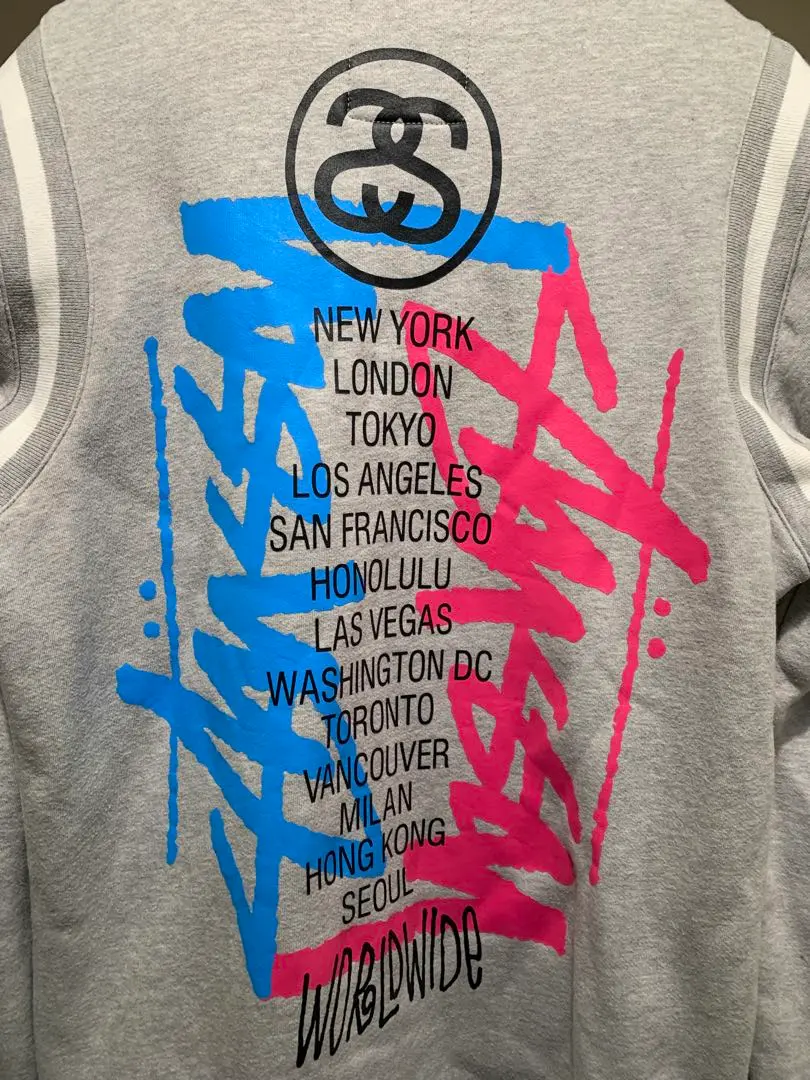 NEW YORK
LONDON
TOKYO
LOS ANGELES
SAN FRANCISCO
HONOLULU
LAS VEGAS
WASHINGTON DC
TORONTO
VANCOUVER
MILAN
HONG KONG
SEOUL
WORLDWIDE